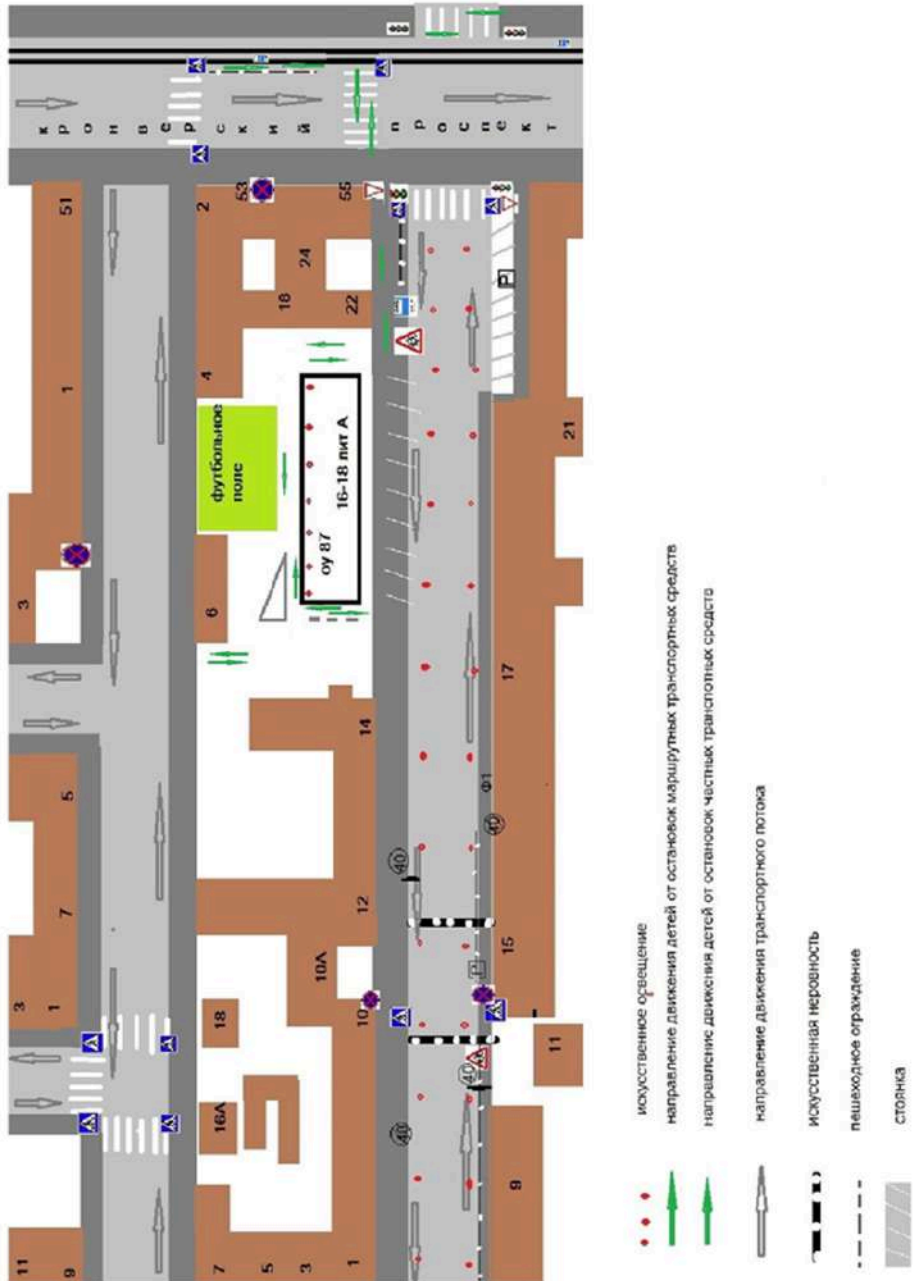 кронверкский проспект
51
1
3
5
7
3
1
11
9
2
53
55
24
18
22
4
футбольное
поле
оу 87
16-18 лит А
6
14
12
10А
10
18
16А
7
5
3
1
P
21
17
Ф1
40
40
15
P
11
40
40
9
искусственное освещение
направление движения детей от остановок маршрутных транспортных средств
направление движения детей от остановок частных транспортных средств
направление движения транспортного потока
искусственная неровность
пешеходное ограждение
стоянка